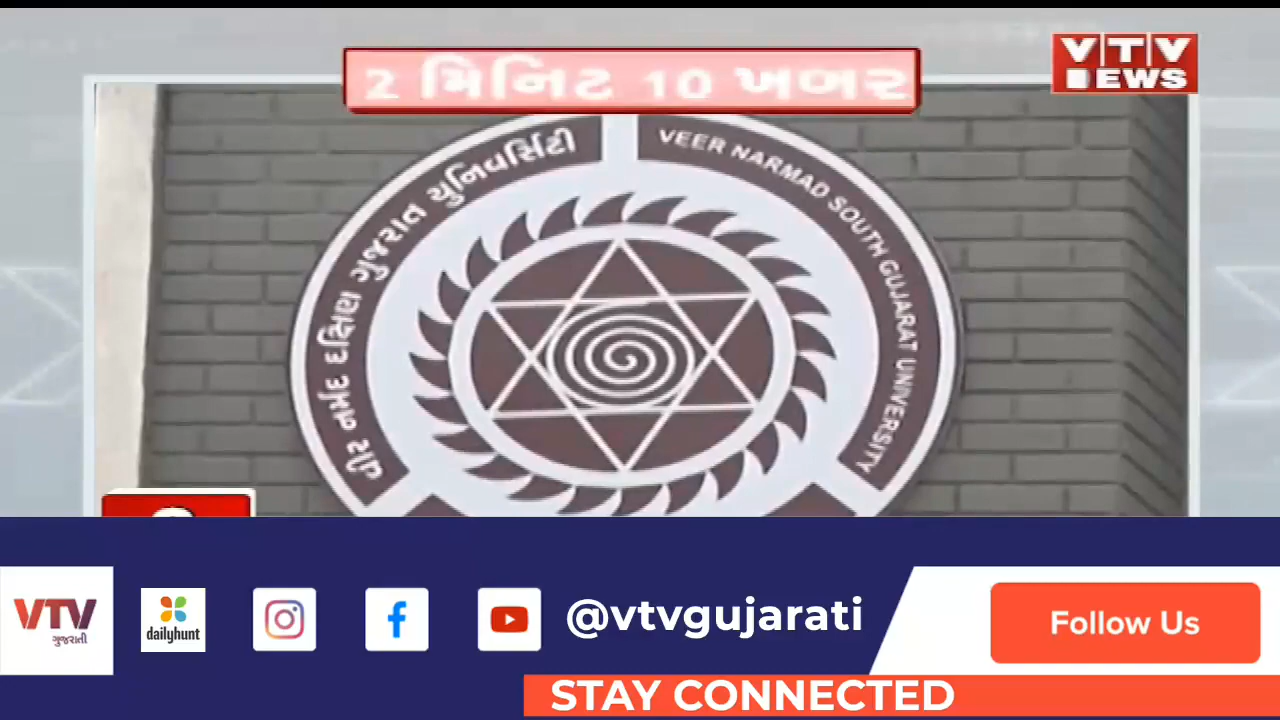 2 મિનિટ 10 ખબર
VTV
NEWS
વીર નર્મદ દક્ષિણ ગુજરાત યુનિવર્સિટી
VEER NARMAD SOUTH GUJARAT UNIVERSITY
VTV
ગુજરાતી
dailyhunt
@vtvgujarati
Follow Us
STAY CONNECTED